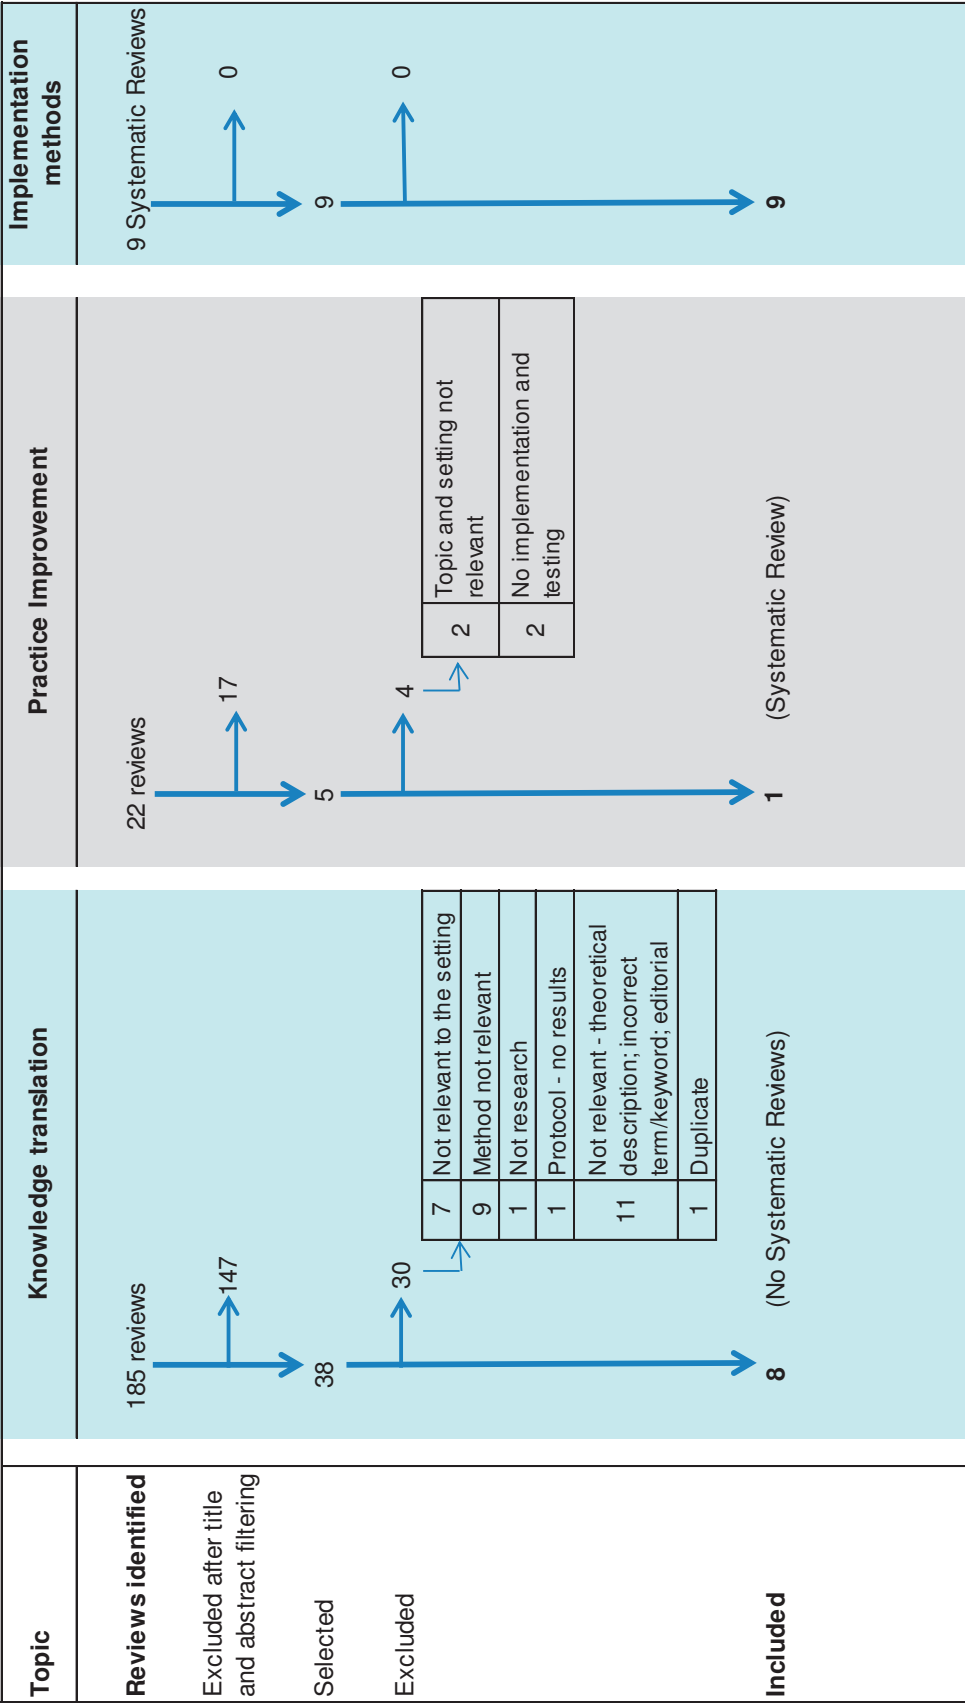 Topic
Knowledge translation
Practice Improvement
Implementation
methods
Reviews identified
185 reviews
22 reviews
9 Systematic Reviews
Excluded after title
and abstract filtering
147
17
0
Selected
38
5
9
Excluded
30
4
0
7 Not relevant to the setting
9 Method not relevant
1 Not research
1 Protocol - no results
11 Not relevant - theoretical
description; incorrect
term/keyword; editorial
1 Duplicate
2 Topic and setting not
relevant
2 No implementation and
testing
Included
8 (No Systematic Reviews)
1 (Systematic Review)
9